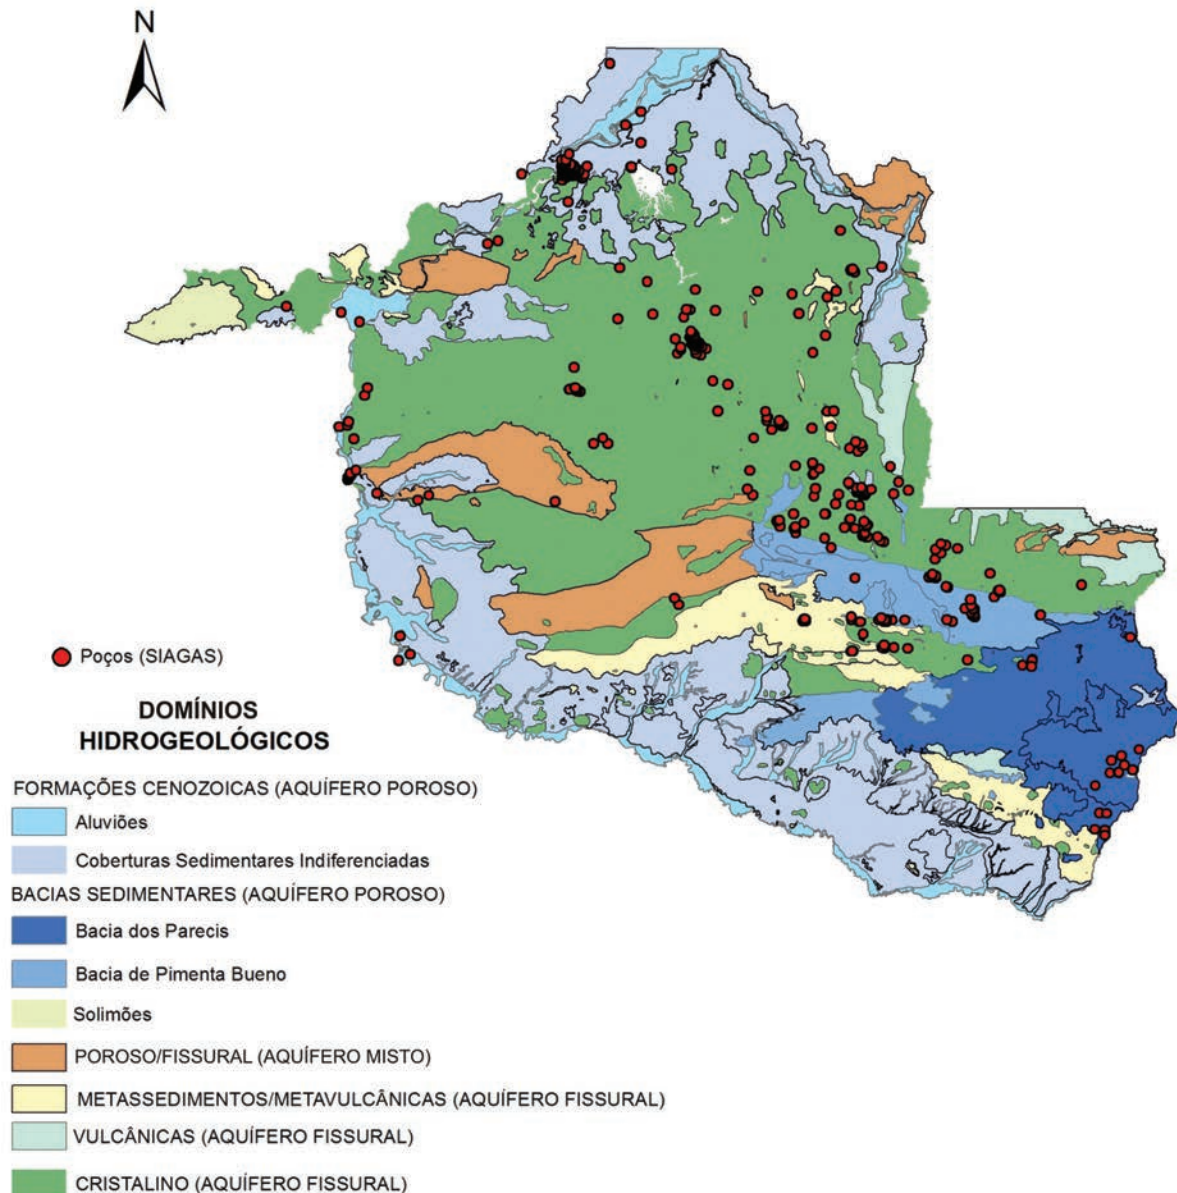 N
Poços (SIAGAS)
DOMÍNIOS
HIDROGEOLÓGICOS
FORMAÇÕES CENOZOICAS (AQUÍFERO POROSO)
Aluviões
Coberturas Sedimentares Indiferenciadas
BACIAS SEDIMENTARES (AQUÍFERO POROSO)
Bacia dos Parecis
Bacia de Pimenta Bueno
Solimões
POROSO/FISSURAL (AQUÍFERO MISTO)
METASSEDIMENTOS/METAVULCÂNICAS (AQUÍFERO FISSURAL)
VULCÂNICAS (AQUÍFERO FISSURAL)
CRISTALINO (AQUÍFERO FISSURAL)